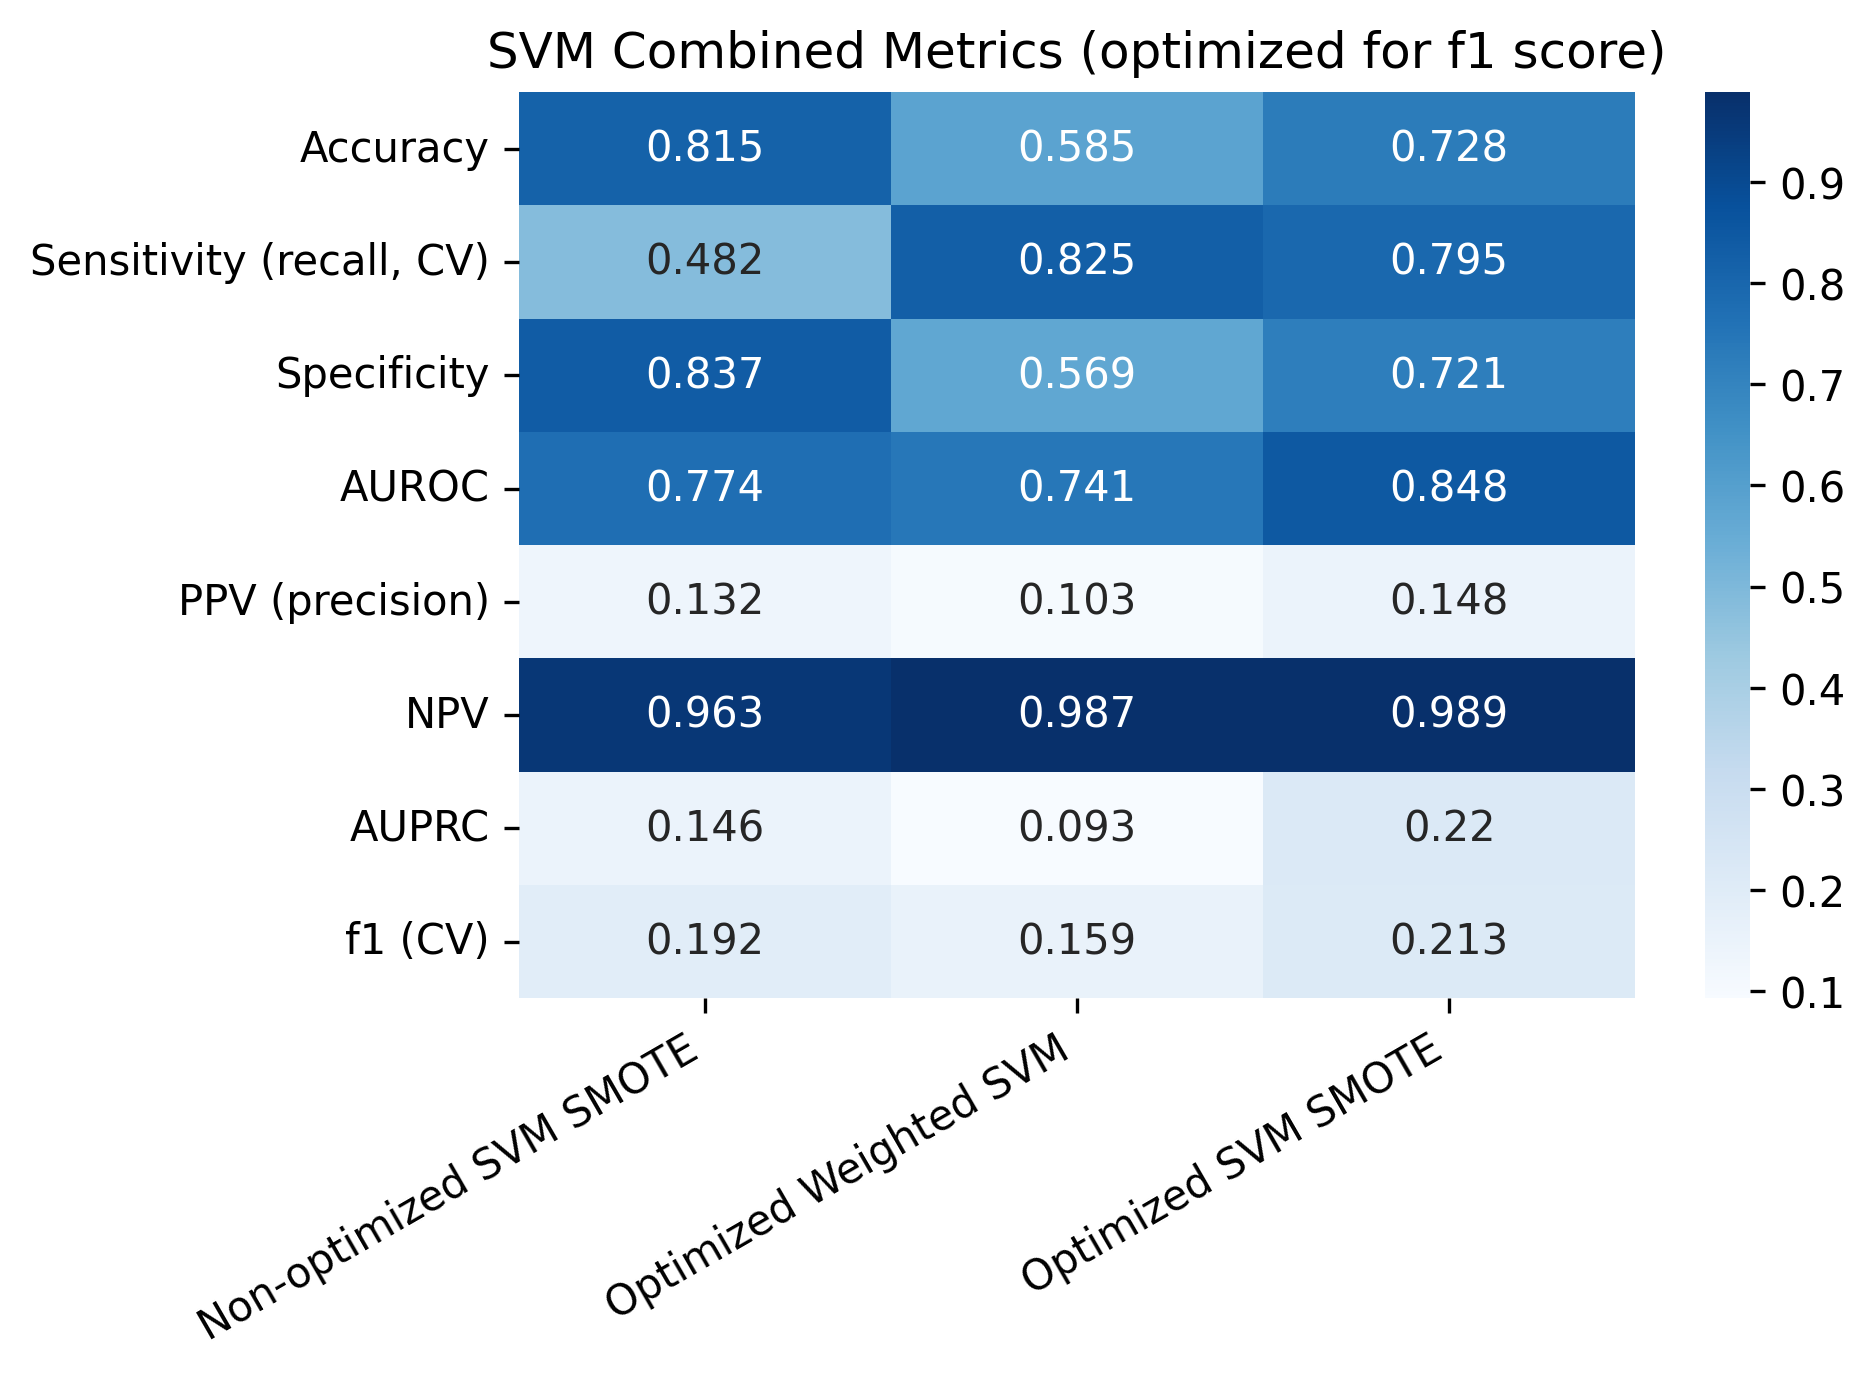 SVM Combined Metrics (optimized for f1 score)
Accuracy 0.815 0.585 0.728
Sensitivity (recall, CV) 0.482 0.825 0.795
Specificity 0.837 0.569 0.721
AUROC 0.774 0.741 0.848
PPV (precision) 0.132 0.103 0.148
NPV 0.963 0.987 0.989
AUPRC 0.146 0.093 0.22
f1 (CV) 0.192 0.159 0.213
Non-optimized SVM SMOTE
Optimized Weighted SVM
Optimized SVM SMOTE
0.9
0.8
0.7
0.6
0.5
0.4
0.3
0.2
0.1